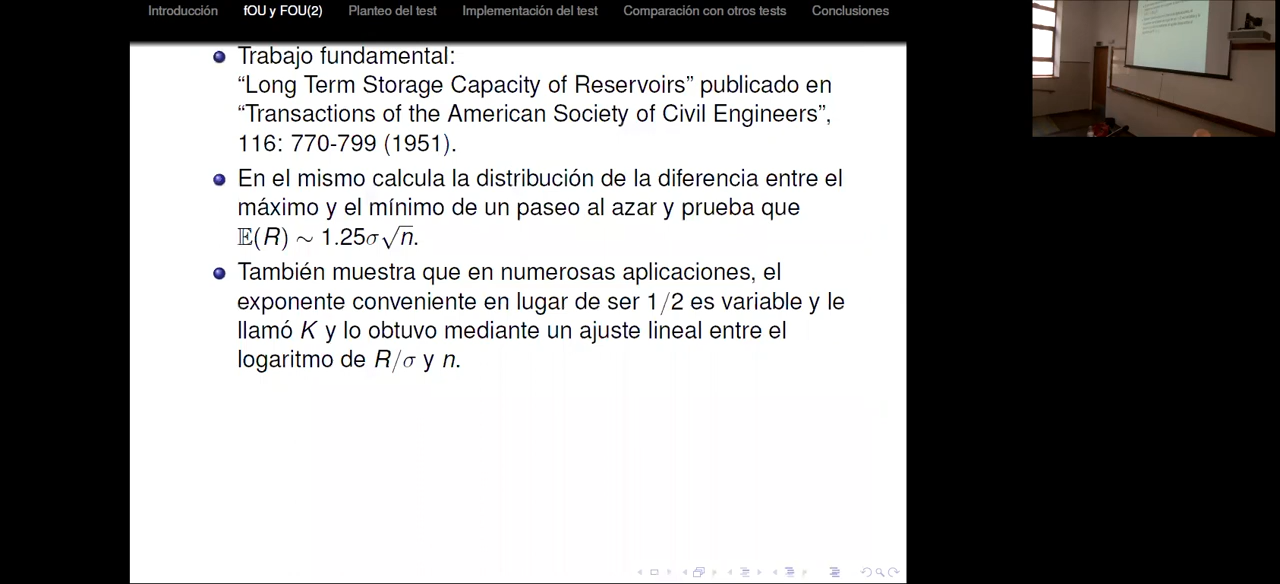 Introducción fOU y FOU(2) Planteo del test Implementación del test Comparación con otros tests Conclusiones
Trabajo fundamental:
“Long Term Storage Capacity of Reservoirs” publicado en
“Transactions of the American Society of Civil Engineers”,
116: 770-799 (1951).
En el mismo calcula la distribución de la diferencia entre el
máximo y el mínimo de un paseo al azar y prueba que
𝔼(R) ∼ 1.25σ√n.
También muestra que en numerosas aplicaciones, el
exponente conveniente en lugar de ser 1/2 es variable y le
llamó K y lo obtuvo mediante un ajuste lineal entre el
logaritmo de R/σ y n.